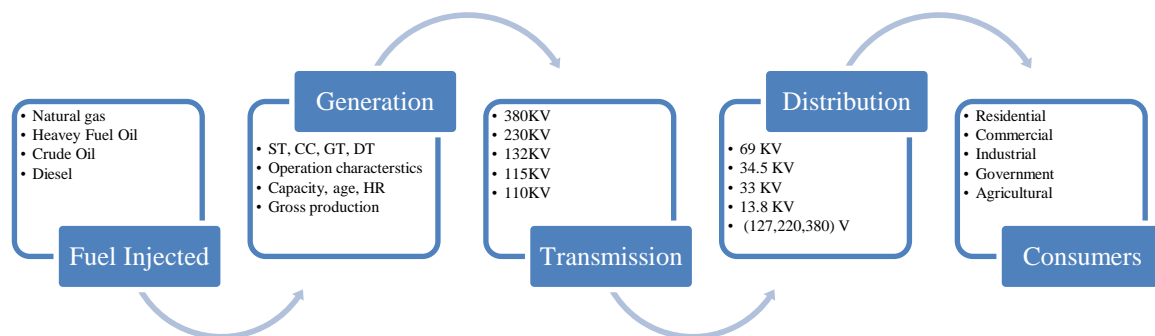 • Natural gas
• Heavey Fuel Oil
• Crude Oil
• Diesel
Fuel Injected
Generation
• ST, CC, GT, DT
• Operation characterstics
• Capacity, age, HR
• Gross production
• 380KV
• 230KV
• 132KV
• 115KV
• 110KV
Transmission
Distribution
• 69 KV
• 34.5 KV
• 33 KV
• 13.8 KV
• (127,220,380) V
• Residential
• Commercial
• Industrial
• Government
• Agricultural
Consumers